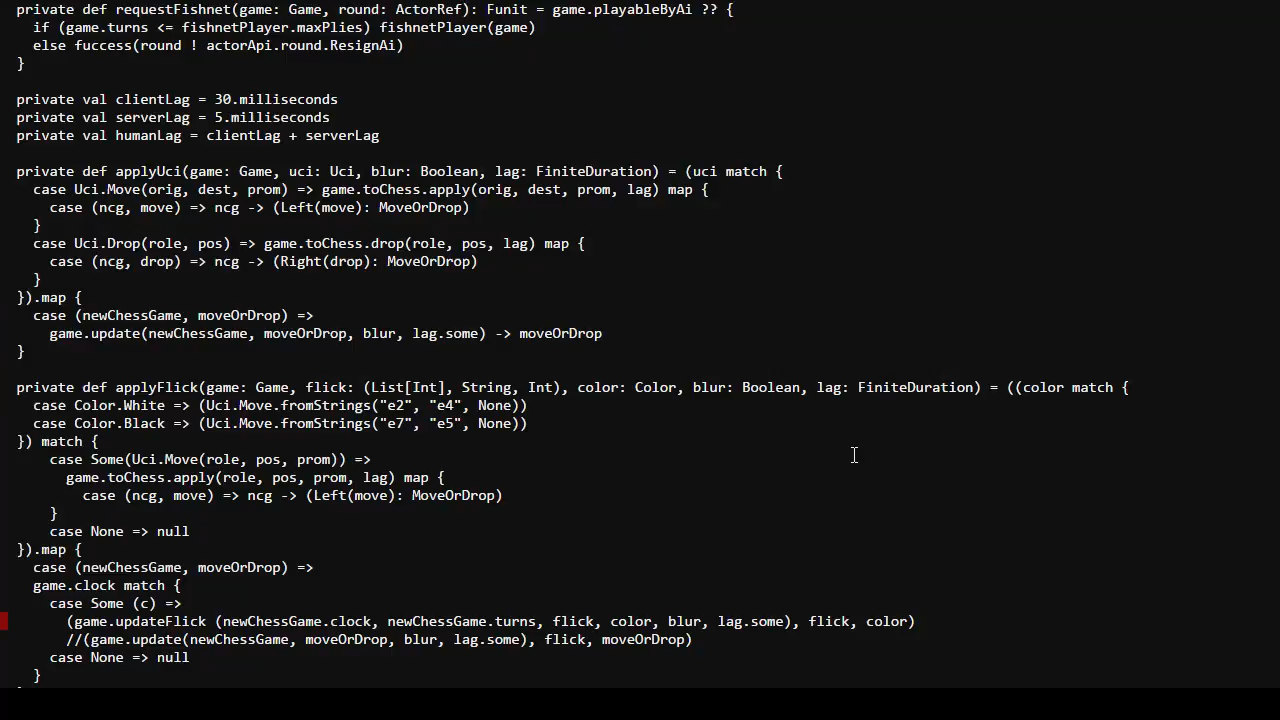 private def requestFishnet(game: Game, round: ActorRef): Funit = game.playableByAi ?? {
if (game.turns <= fishnetPlayer.maxPlies) fishnetPlayer(game)
else fuccess(round ! actorApi.round.ResignAi)
}
private val clientLag = 30.milliseconds
private val serverLag = 5.milliseconds
private val humanLag = clientLag + serverLag
private def applyUci(game: Game, uci: Uci, blur: Boolean, lag: FiniteDuration) = (uci match {
case Uci.Move(orig, dest, prom) => game.toChess.apply(orig, dest, prom, lag) map {
case (ncg, move) => ncg -> (Left(move): MoveOrDrop)
}
case Uci.Drop(role, pos) => game.toChess.drop(role, pos, lag) map {
case (ncg, drop) => ncg -> (Right(drop): MoveOrDrop)
}
}).map {
case (newChessGame, moveOrDrop) =>
game.update(newChessGame, moveOrDrop, blur, lag.some) -> moveOrDrop
}
private def applyFlick(game: Game, flick: (List[Int], String, Int), color: Color, blur: Boolean, lag: FiniteDuration) = ((color match {
case Color.White => (Uci.Move.fromStrings("e2", "e4", None))
case Color.Black => (Uci.Move.fromStrings("e7", "e5", None))
}) match {
case Some(Uci.Move(role, pos, prom)) =>
game.toChess.apply(role, pos, prom, lag) map {
case (ncg, move) => ncg -> (Left(move): MoveOrDrop)
}
case None => null
}).map {
case (newChessGame, moveOrDrop) =>
game.clock match {
case Some (c) =>
(game.updateFlick (newChessGame.clock, newChessGame.turns, flick, color, blur, lag.some), flick, color)
//(game.update(newChessGame, moveOrDrop, blur, lag.some), flick, moveOrDrop)
case None => null
}